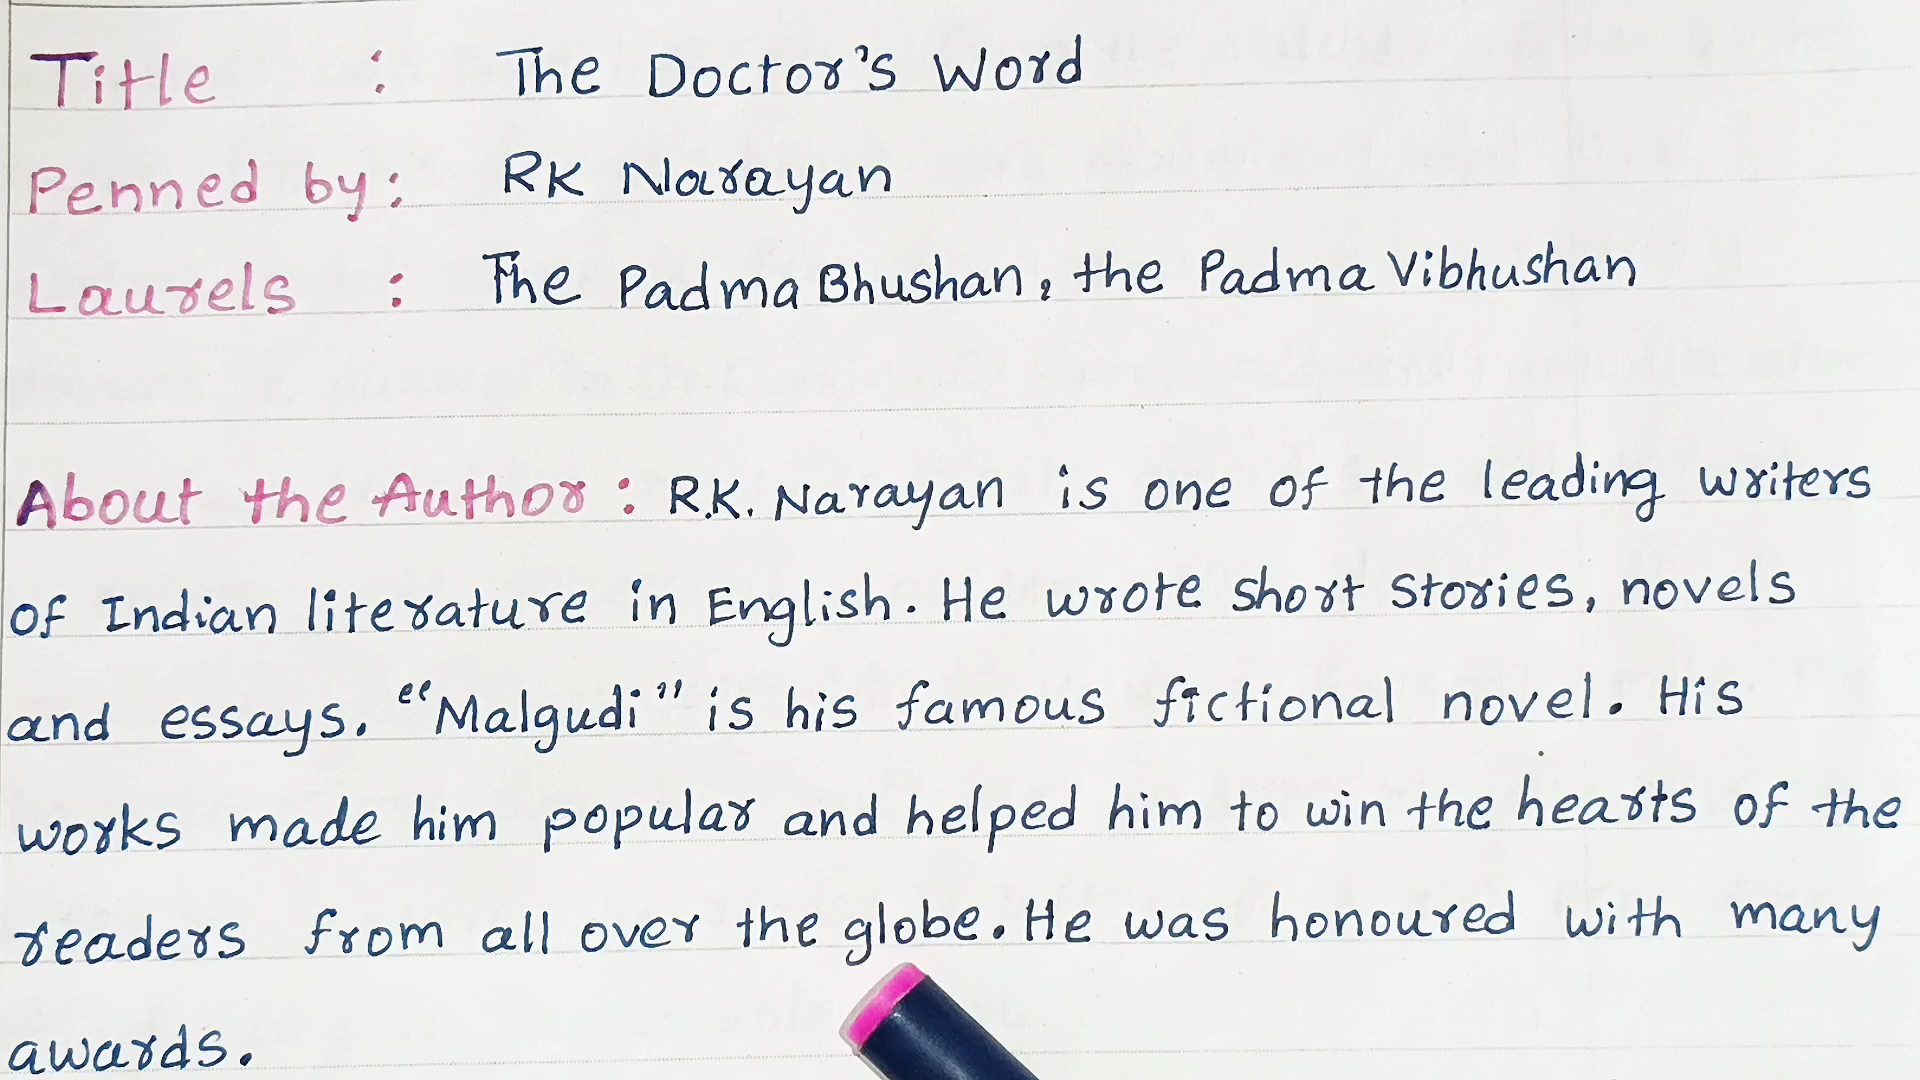 Title : The Doctor's Word
Penned by: RK Narayan
Laurels : The Padma Bhushan, the Padma Vibhushan
About the Author : R.K. Narayan is one of the leading writers
of Indian literature in English. He wrote short stories, novels
and essays. "Malgudi" is his famous fictional novel. His
works made him popular and helped him to win the hearts of the
readers from all over the globe. He was honoured with many
awards.